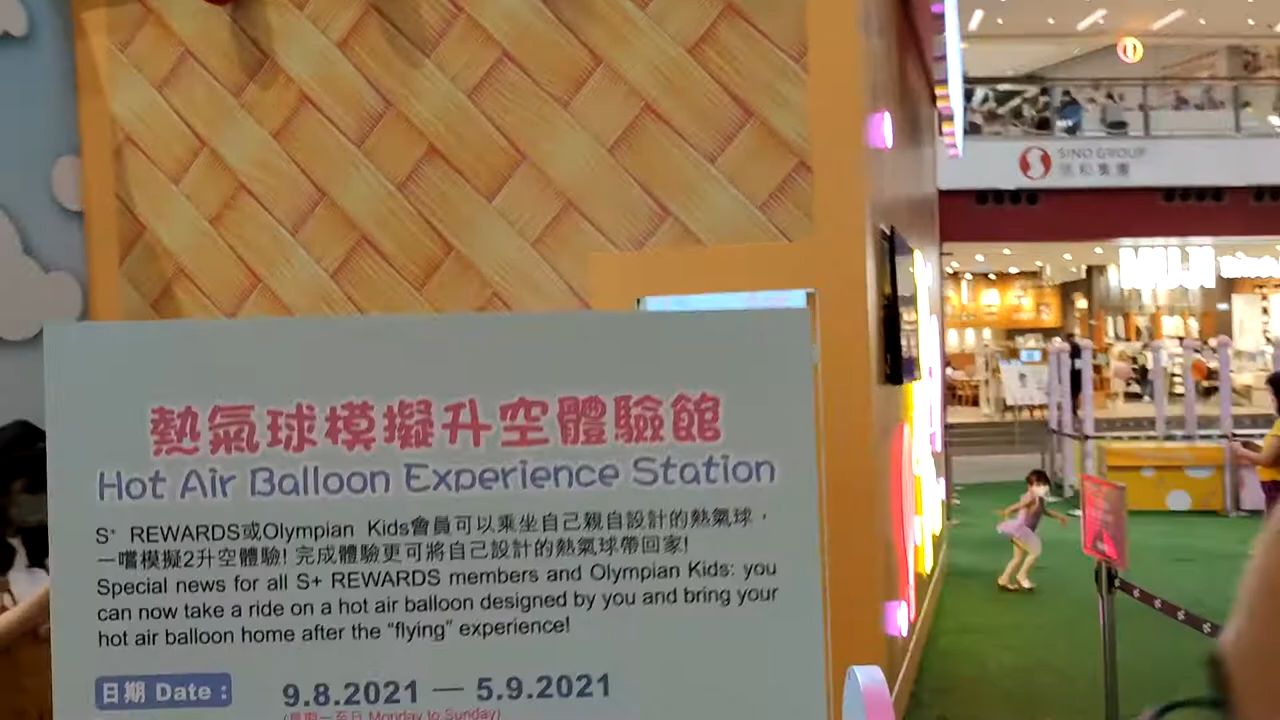 SINO GROUP
信和集團
MUJI
熱氣球模擬升空體驗館
Hot Air Balloon Experience Station
S⁺ REWARDS或Olympian Kids會員可以乘坐自己親自設計的熱氣球，
一嚐模擬2升空體驗! 完成體驗更可將自己設計的熱氣球帶回家!
Special news for all S+ REWARDS members and Olympian Kids: you
can now take a ride on a hot air balloon designed by you and bring your
hot air balloon home after the “flying” experience!
日期 Date : 9.8.2021 — 5.9.2021
(星期一至日 Monday to Sunday)